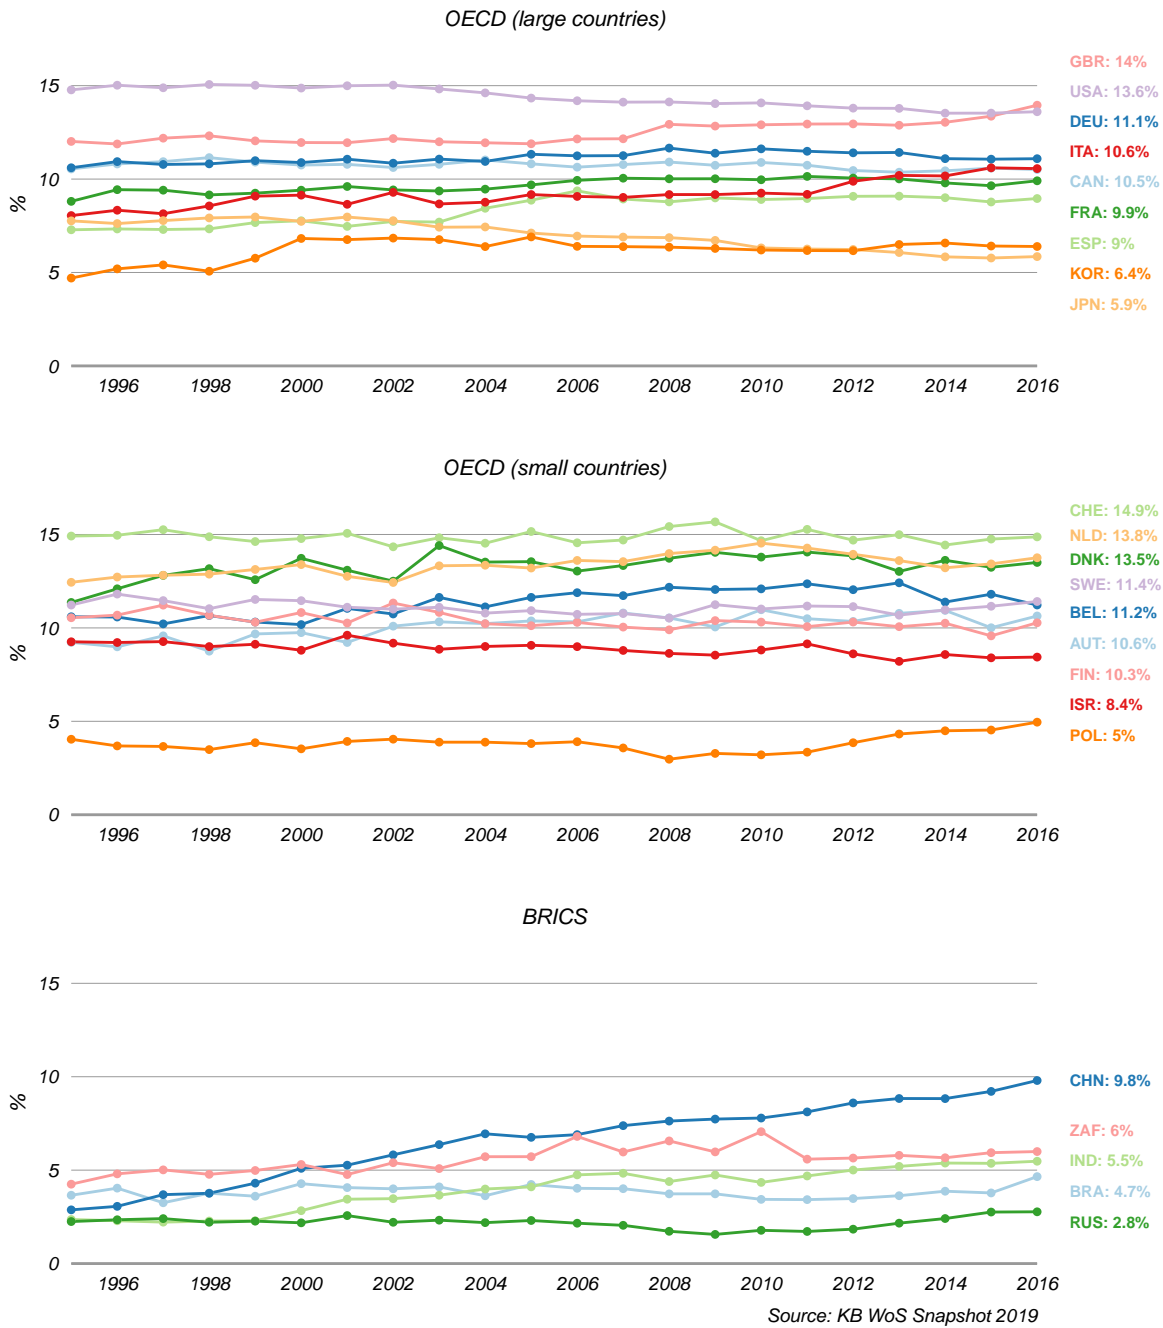 OECD (large countries)
%
15
10
5
0
1996 1998 2000 2002 2004 2006 2008 2010 2012 2014 2016
GBR: 14%
USA: 13.6%
DEU: 11.1%
ITA: 10.6%
CAN: 10.5%
FRA: 9.9%
ESP: 9%
KOR: 6.4%
JPN: 5.9%
OECD (small countries)
%
15
10
5
0
1996 1998 2000 2002 2004 2006 2008 2010 2012 2014 2016
CHE: 14.9%
NLD: 13.8%
DNK: 13.5%
SWE: 11.4%
BEL: 11.2%
AUT: 10.6%
FIN: 10.3%
ISR: 8.4%
POL: 5%
BRICS
%
15
10
5
0
1996 1998 2000 2002 2004 2006 2008 2010 2012 2014 2016
CHN: 9.8%
ZAF: 6%
IND: 5.5%
BRA: 4.7%
RUS: 2.8%
Source: KB WoS Snapshot 2019